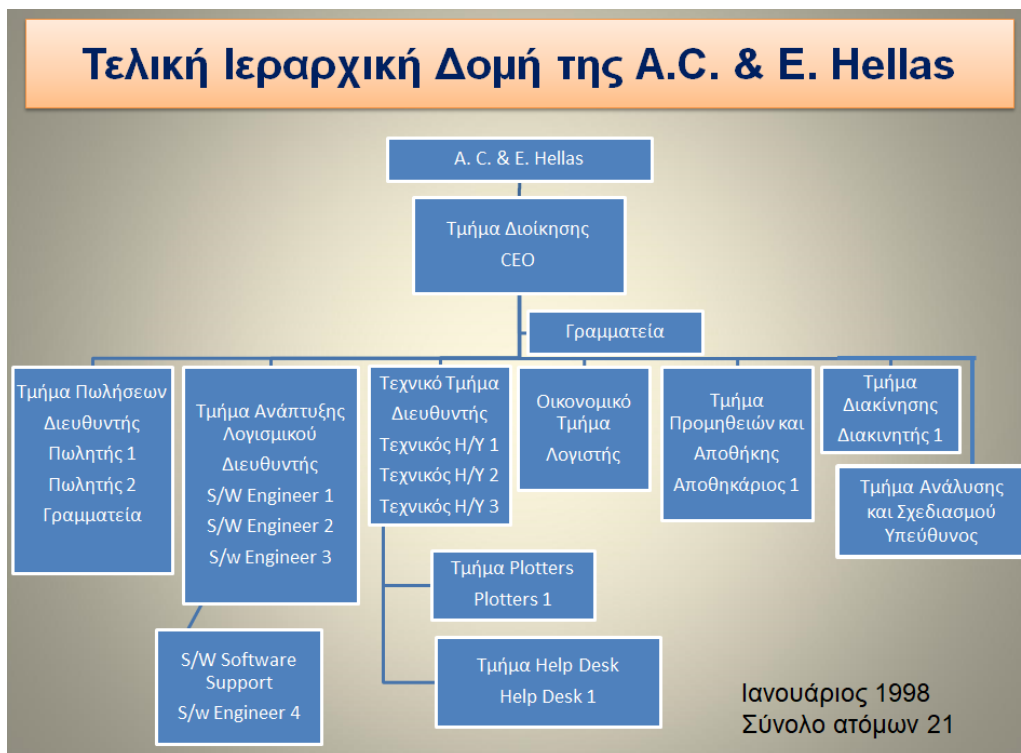 Τελική Ιεραρχική Δομή της A.C. & E. Hellas
A. C. & E. Hellas
Τμήμα Διοίκησης
CEO
Γραμματεία
Τμήμα Πωλήσεων
Διευθυντής
Πωλητής 1
Πωλητής 2
Γραμματεία
Τμήμα Ανάπτυξης
Λογισμικού
Διευθυντής
S/W Engineer 1
S/W Engineer 2
S/w Engineer 3
S/W Software
Support
S/w Engineer 4
Τεχνικό Τμήμα
Διευθυντής
Τεχνικός Η/Υ 1
Τεχνικός Η/Υ 2
Τεχνικός Η/Υ 3
Τμήμα Plotters
Plotters 1
Τμήμα Help Desk
Help Desk 1
Οικονομικό
Τμήμα
Λογιστής
Τμήμα
Προμηθειών και
Αποθήκης
Αποθηκάριος 1
Τμήμα
Διακίνησης
Διακινητής 1
Τμήμα Ανάλυσης
και Σχεδιασμού
Υπεύθυνος
Ιανουάριος 1998
Σύνολο ατόμων 21